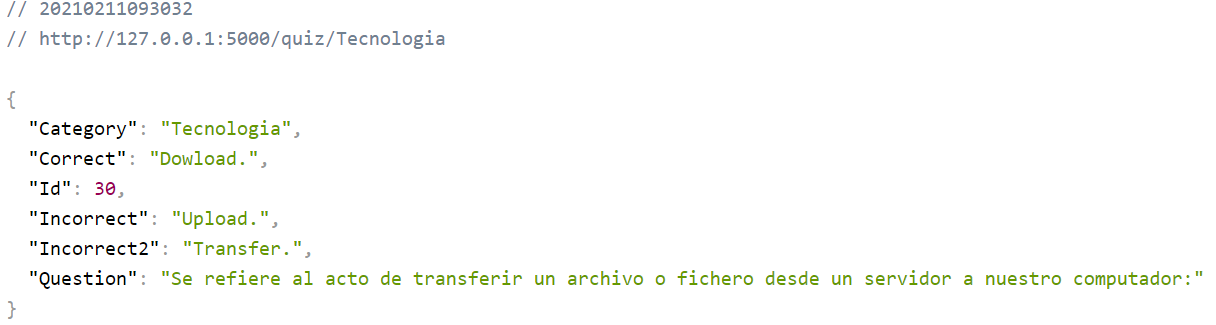 // 20210211093032
// http://127.0.0.1:5000/quiz/Tecnologia
{
"Category": "Tecnologia",
"Correct": "Dowload.",
"Id": 30,
"Incorrect": "Upload.",
"Incorrect2": "Transfer.",
"Question": "Se refiere al acto de transferir un archivo o fichero desde un servidor a nuestro computador:"
}